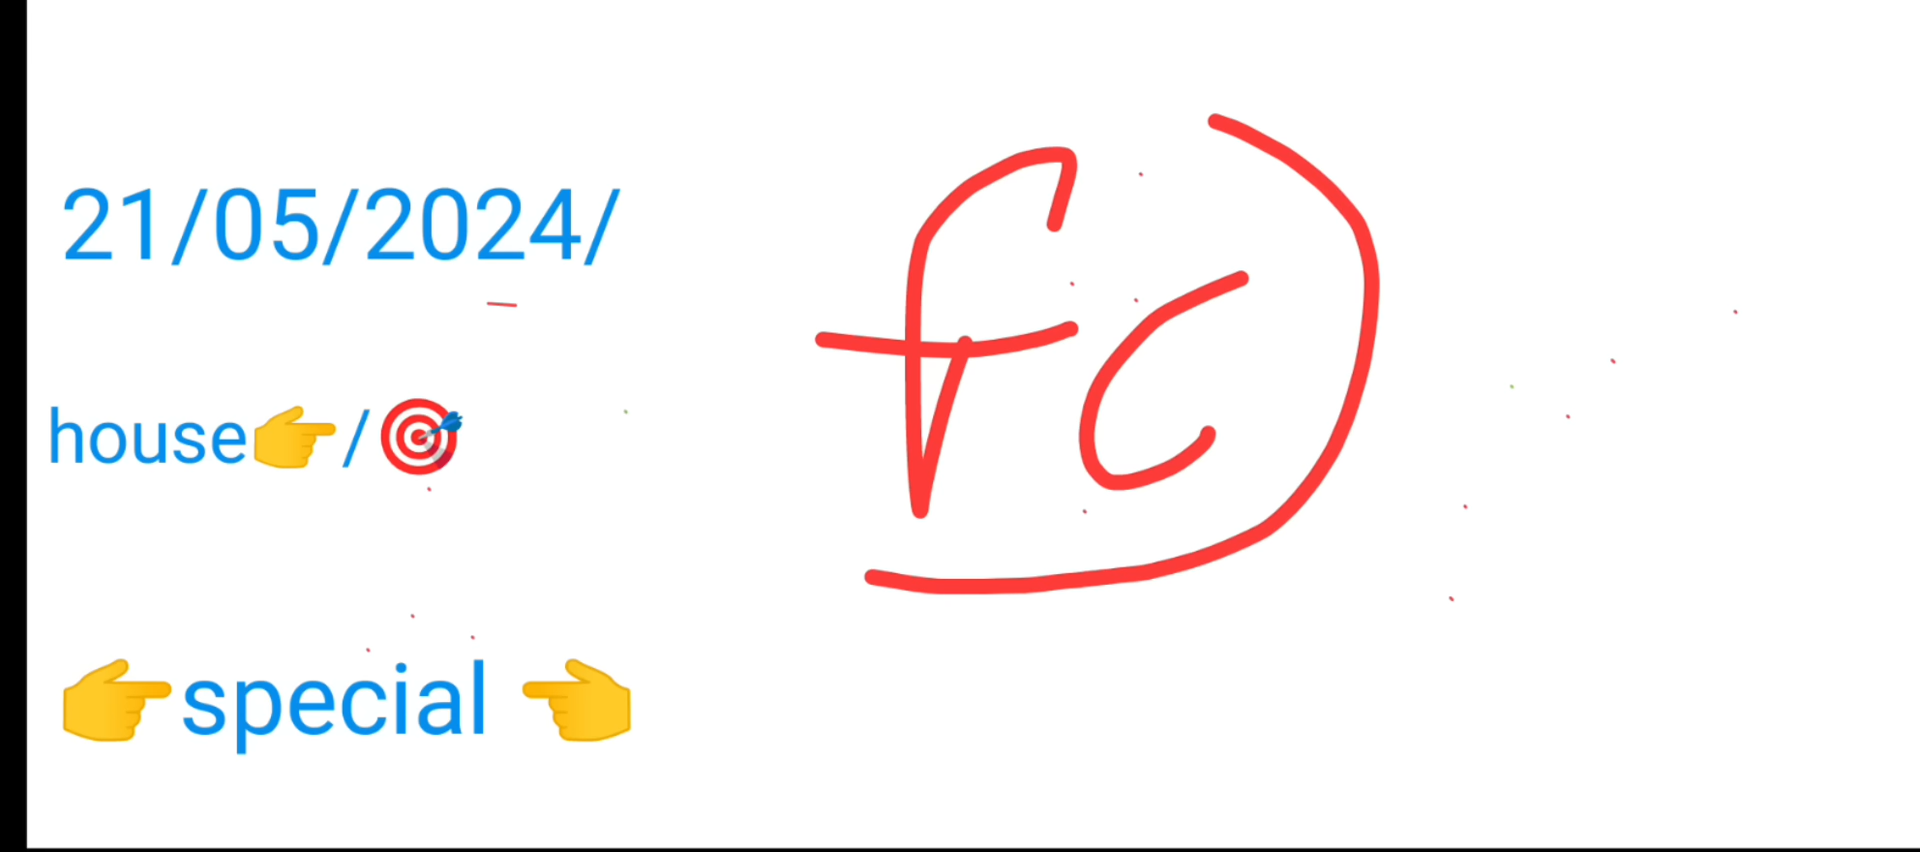 21/05/2024/
house👉/🎯
👉special 👈
fc